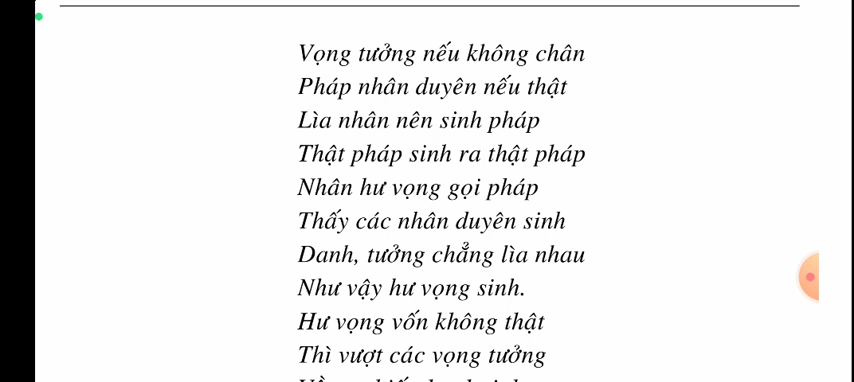 Vọng tưởng nếu không chân
Pháp nhân duyên nếu thật
Lìa nhân nên sinh pháp
Thật pháp sinh ra thật pháp
Nhân hư vọng gọi pháp
Thấy các nhân duyên sinh
Danh, tưởng chẳng lìa nhau
Như vậy hư vọng sinh.
Hư vọng vốn không thật
Thì vượt các vọng tưởng